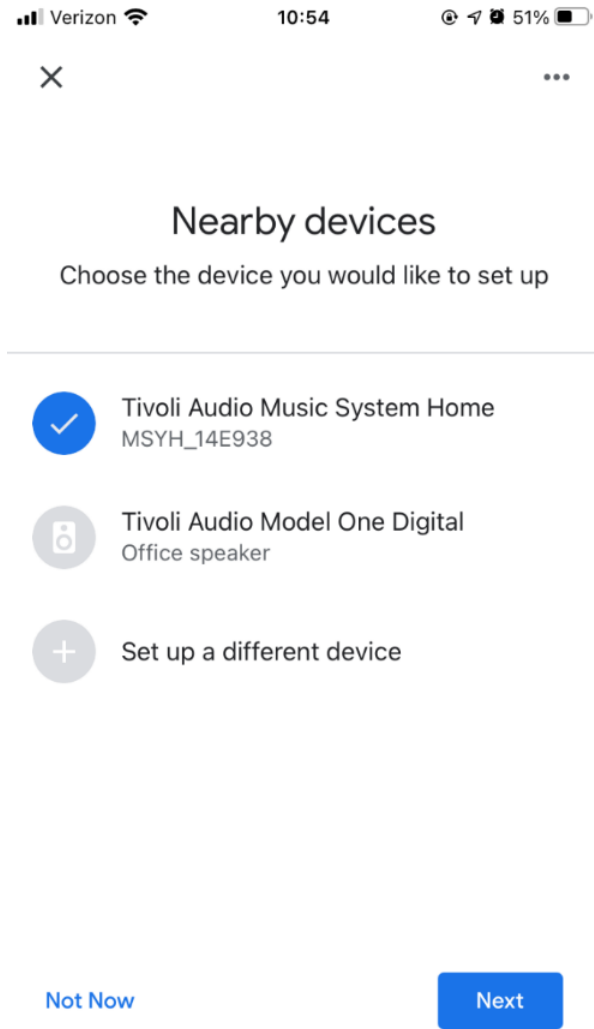 Verizon 10:54 51%
Nearby devices
Choose the device you would like to set up
Tivoli Audio Music System Home
MSYH_14E938
Tivoli Audio Model One Digital
Office speaker
Set up a different device
Not Now Next